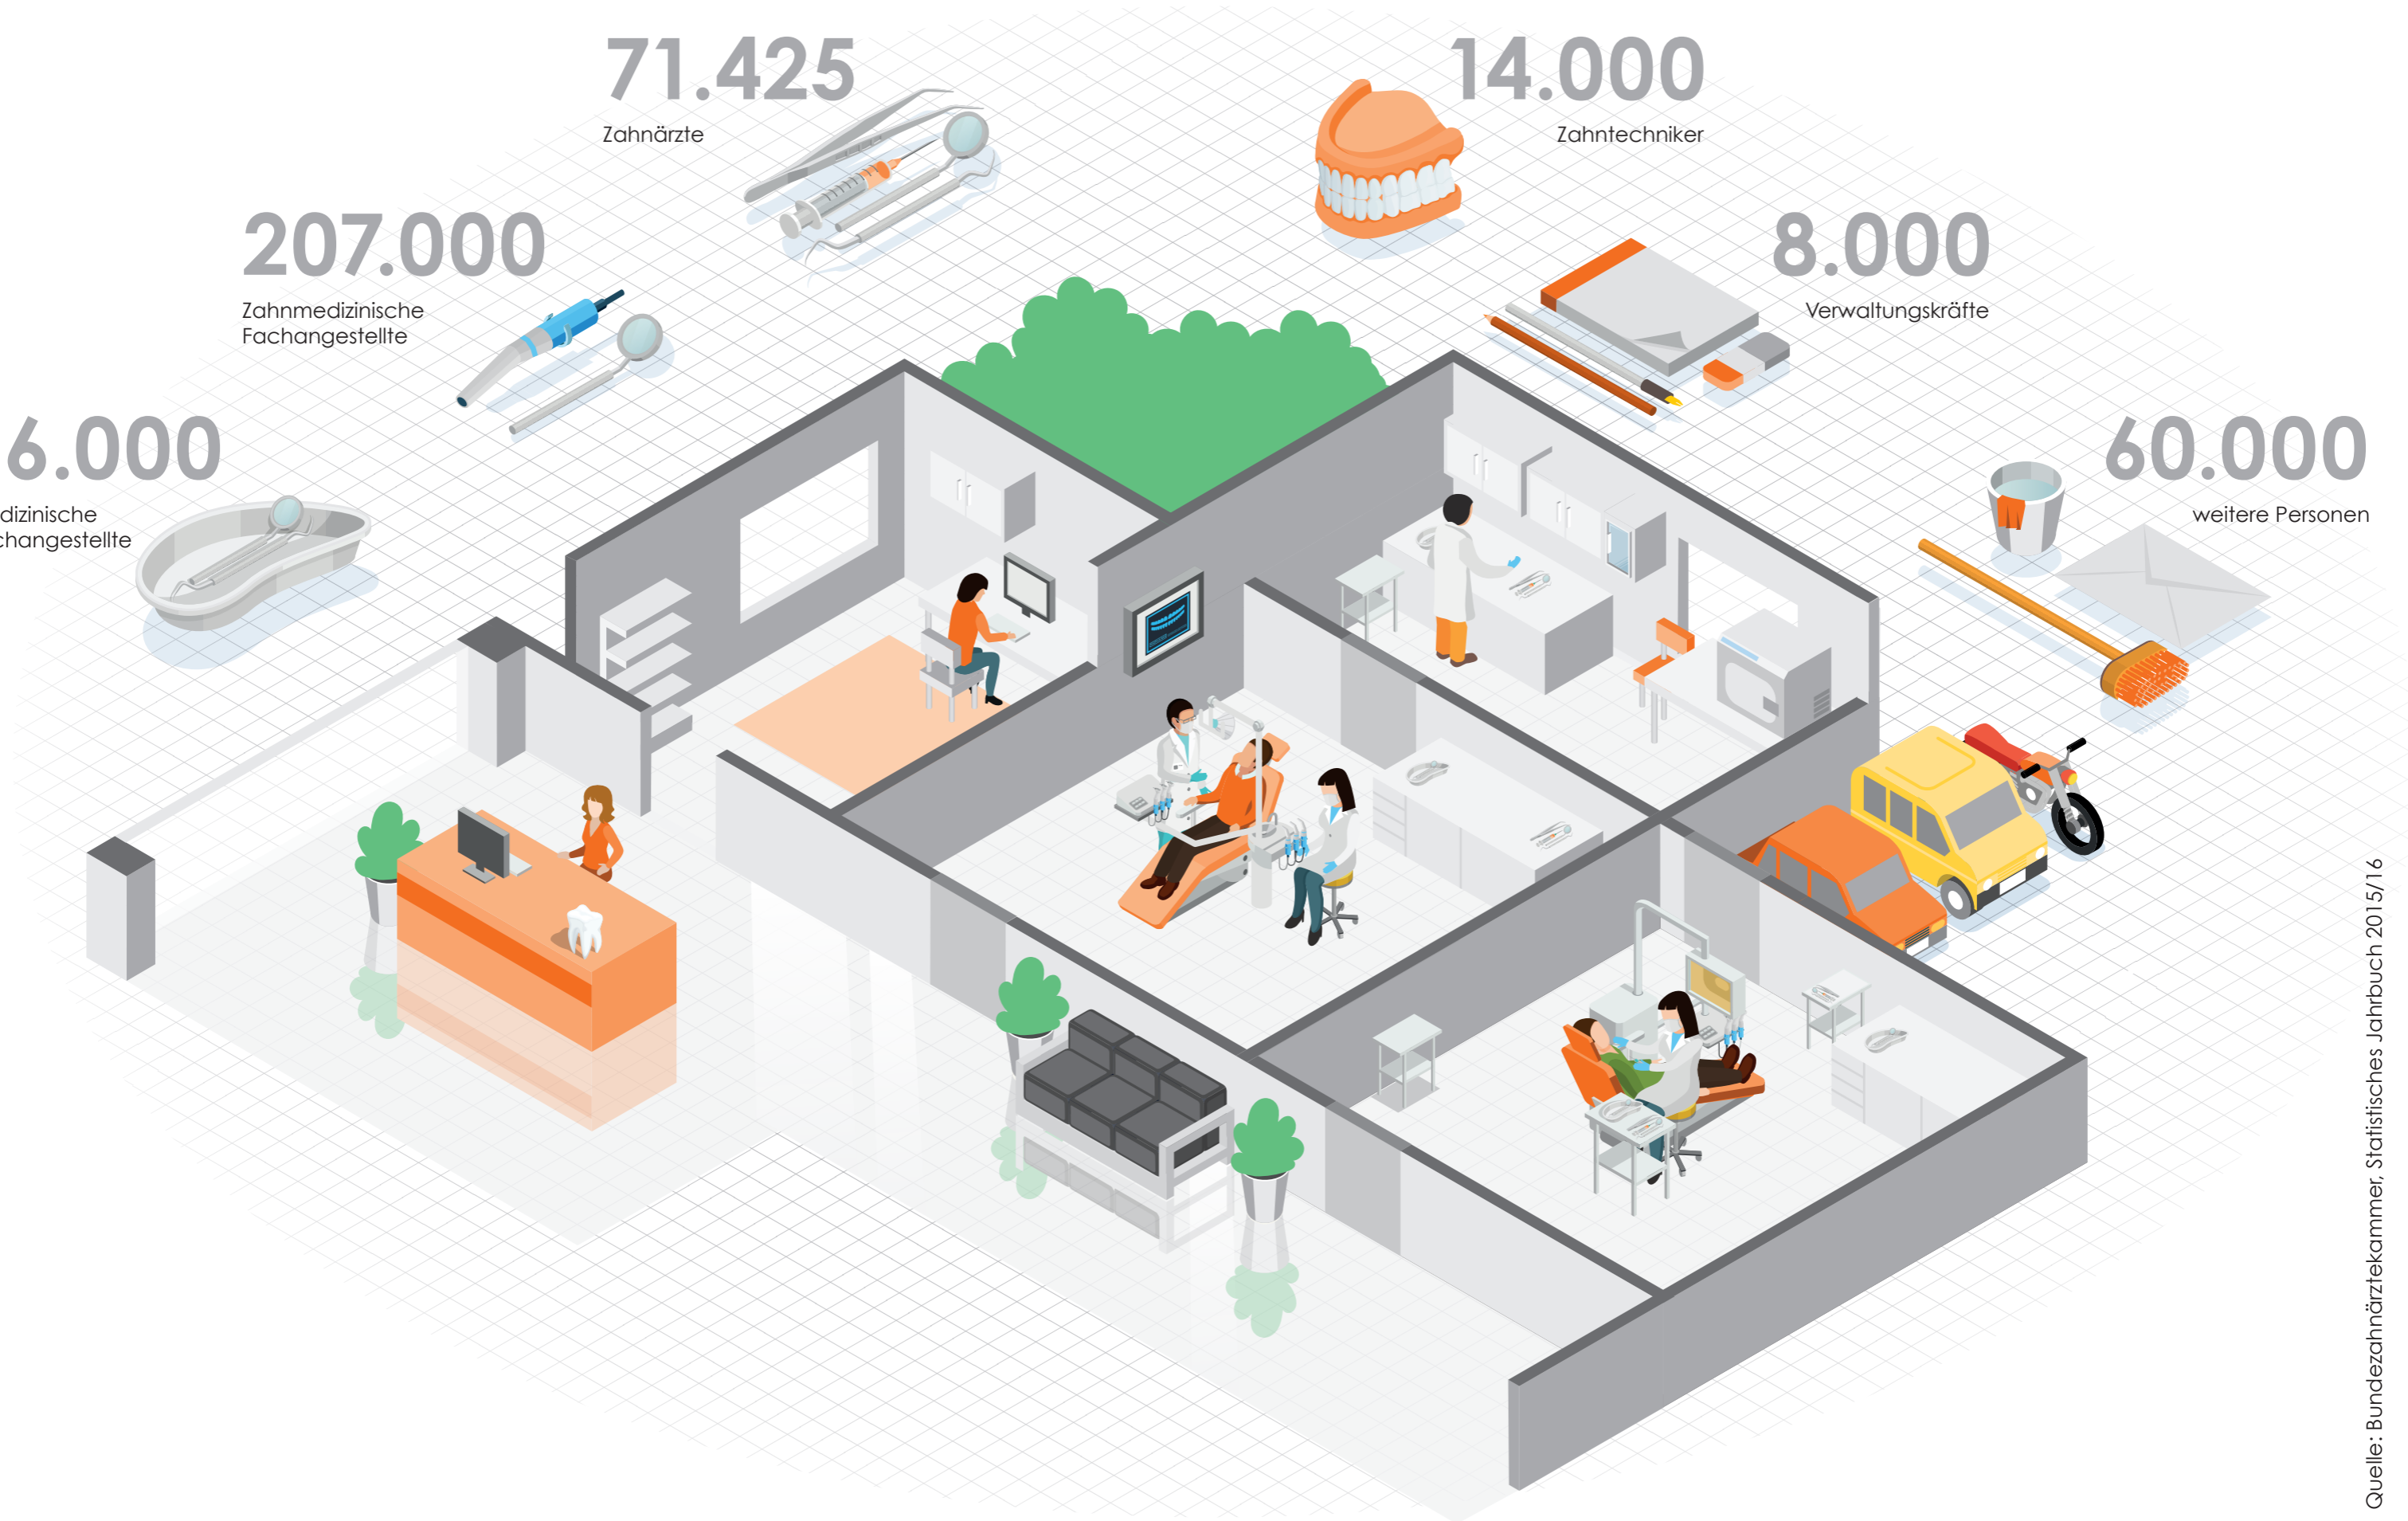 71.425
Zahnärzte
14.000
Zahntechniker
207.000
Zahnmedizinische
Fachangestellte
8.000
Verwaltungskräfte
6.000
dizinische
changestellte
60.000
weitere Personen
Quelle: Bundezahnärztekammer, Statistisches Jahrbuch 2015/16